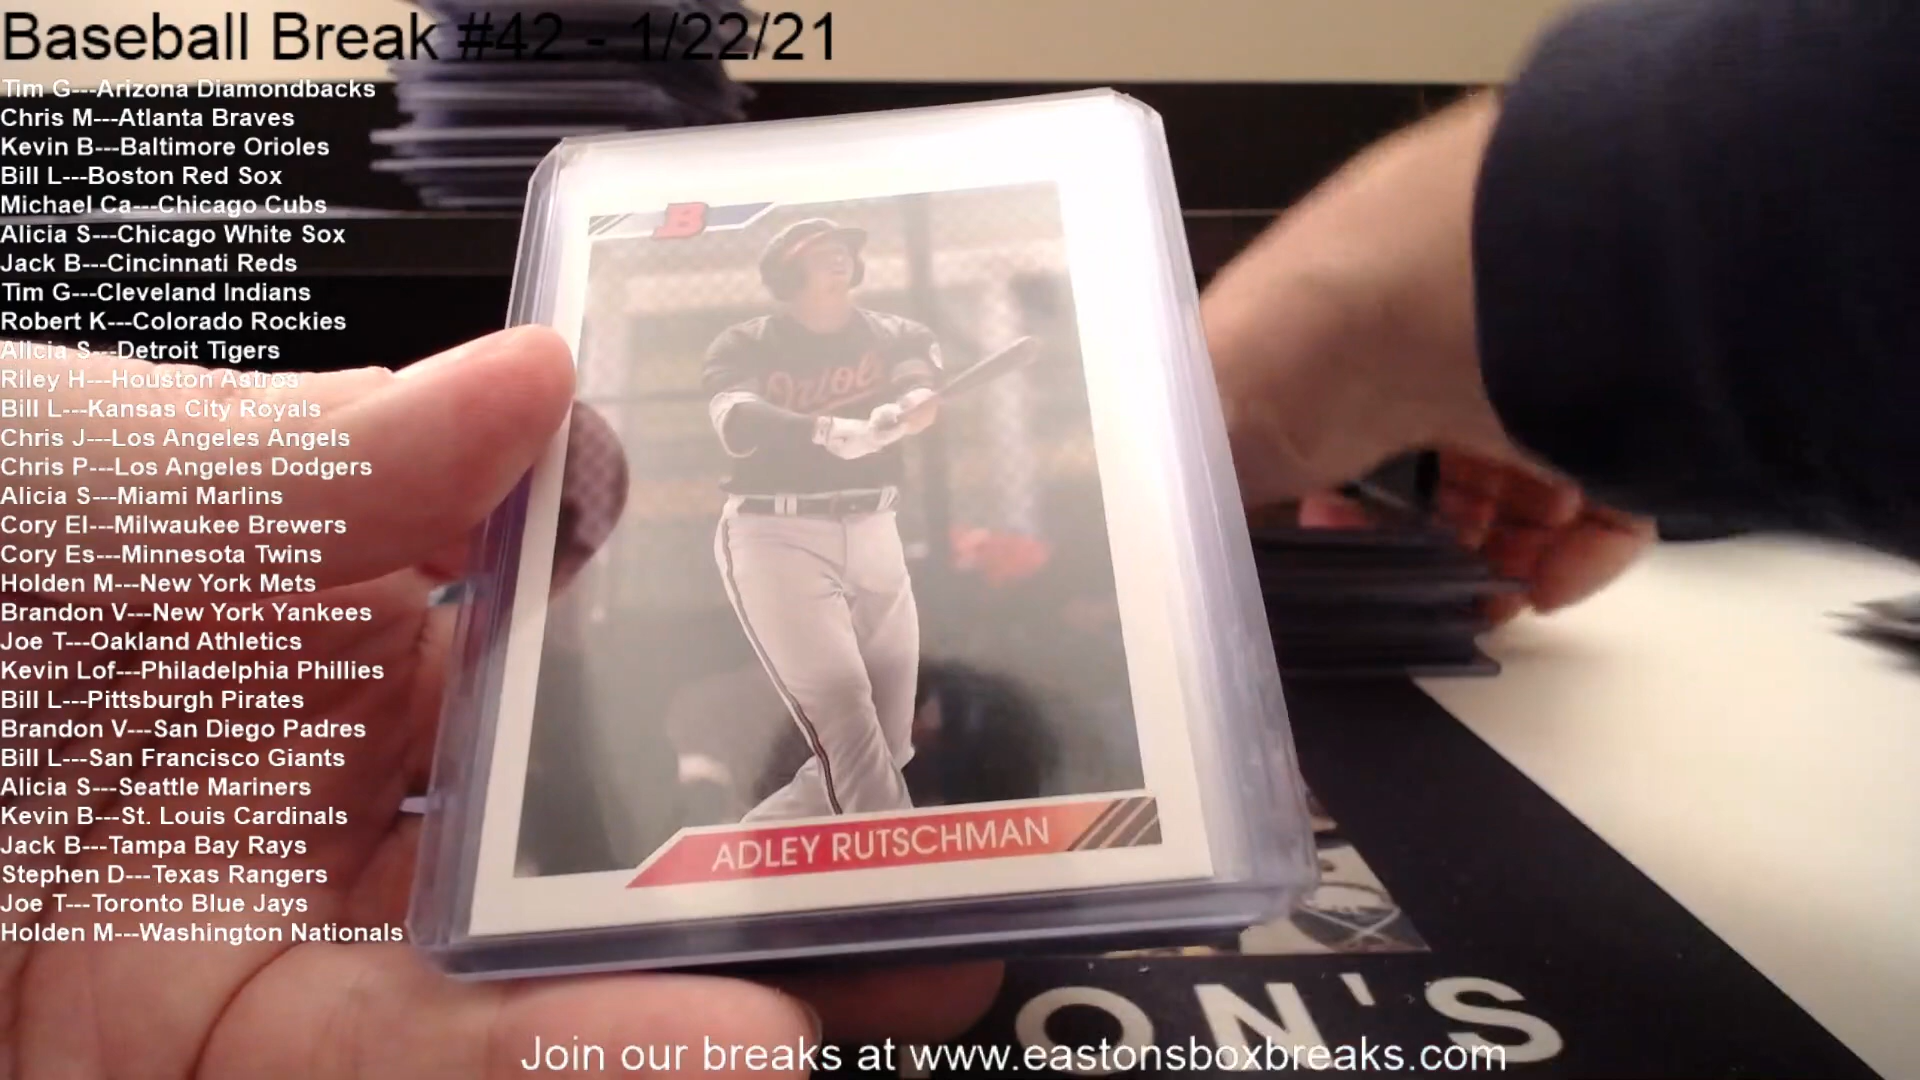 Baseball Break #42 - 1/22/21
Tim G---Arizona Diamondbacks
Chris M---Atlanta Braves
Kevin B---Baltimore Orioles
Bill L---Boston Red Sox
Michael Ca---Chicago Cubs
Alicia S---Chicago White Sox
Jack B---Cincinnati Reds
Tim G---Cleveland Indians
Robert K---Colorado Rockies
Alicia S---Detroit Tigers
Riley H---Houston Astros
Bill L---Kansas City Royals
Chris J---Los Angeles Angels
Chris P---Los Angeles Dodgers
Alicia S---Miami Marlins
Cory El---Milwaukee Brewers
Cory Es---Minnesota Twins
Holden M---New York Mets
Brandon V---New York Yankees
Joe T---Oakland Athletics
Kevin Lof---Philadelphia Phillies
Bill L---Pittsburgh Pirates
Brandon V---San Diego Padres
Bill L---San Francisco Giants
Alicia S---Seattle Mariners
Kevin B---St. Louis Cardinals
Jack B---Tampa Bay Rays
Stephen D---Texas Rangers
Joe T---Toronto Blue Jays
Holden M---Washington Nationals
B
Orioles
ADLEY RUTSCHMAN
ON'S
Join our breaks at www.eastonsboxbreaks.com